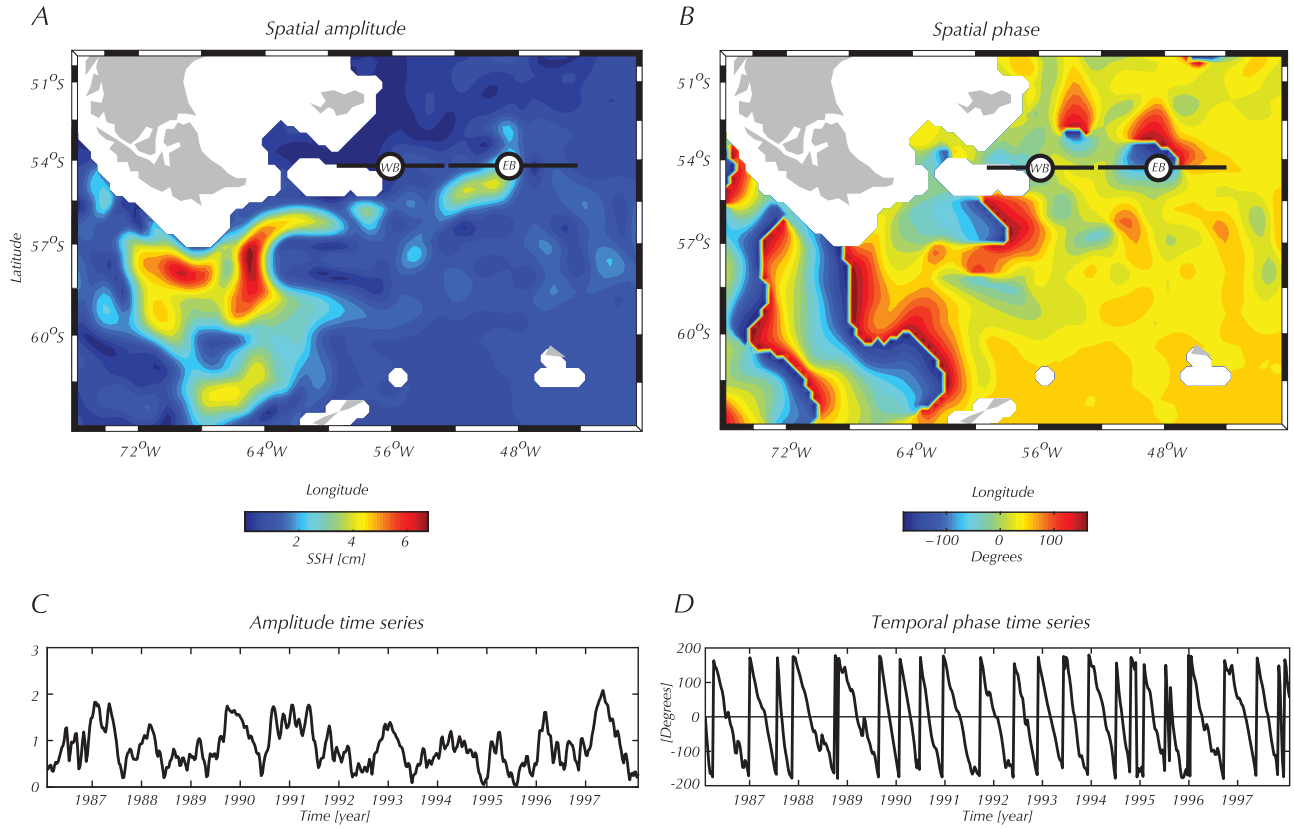 A
Spatial amplitude
51°S
54°S
57°S
60°S
Latitude
WB
EB
72°W
64°W
56°W
48°W
Longitude
2
4
6
SSH [cm]
B
Spatial phase
51°S
54°S
57°S
60°S
WB
EB
72°W
64°W
56°W
48°W
Longitude
−100
0
100
Degrees
C
Amplitude time series
3
2
1
0
1987 1988 1989 1990 1991 1992 1993 1994 1995 1996 1997
Time [year]
D
Temporal phase time series
200
100
0
-100
-200
[Degrees]
1987 1988 1989 1990 1991 1992 1993 1994 1995 1996 1997
Time [year]